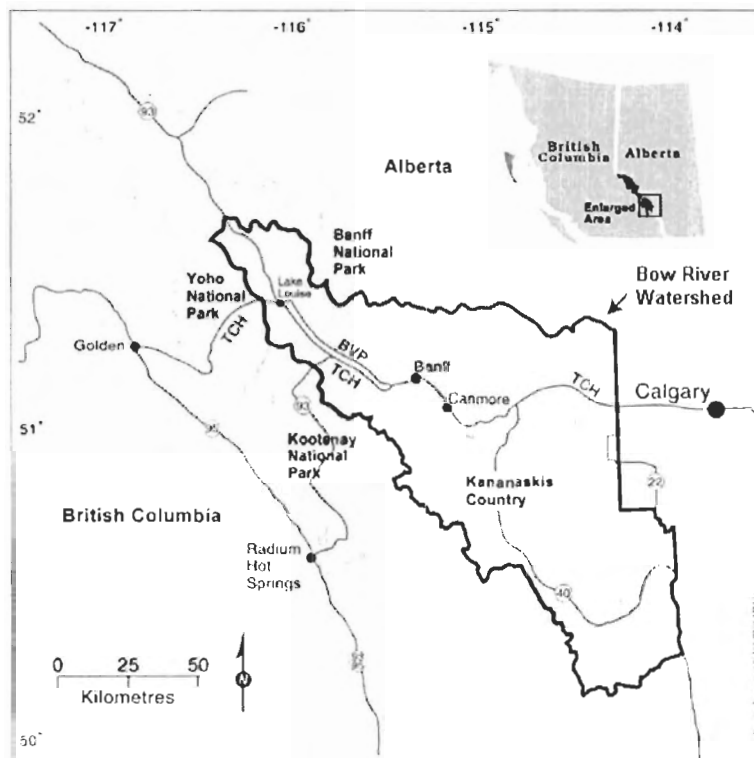 -117
-116
-115
-114
52°
93
British
Columbia
Alberta
Enlarged
Area
Alberta
Banff
National
Park
Bow River
Watershed
Yoho
National
Park
Lake
Louise
Golden
TCH
BVP
TCH
Banff
Canmore
TCH
Calgary
51°
93
Kootenay
National
Park
Kananaskis
Country
22
British Columbia
Radium
Hot
Springs
40
N
0 25 50
Kilometres
50°